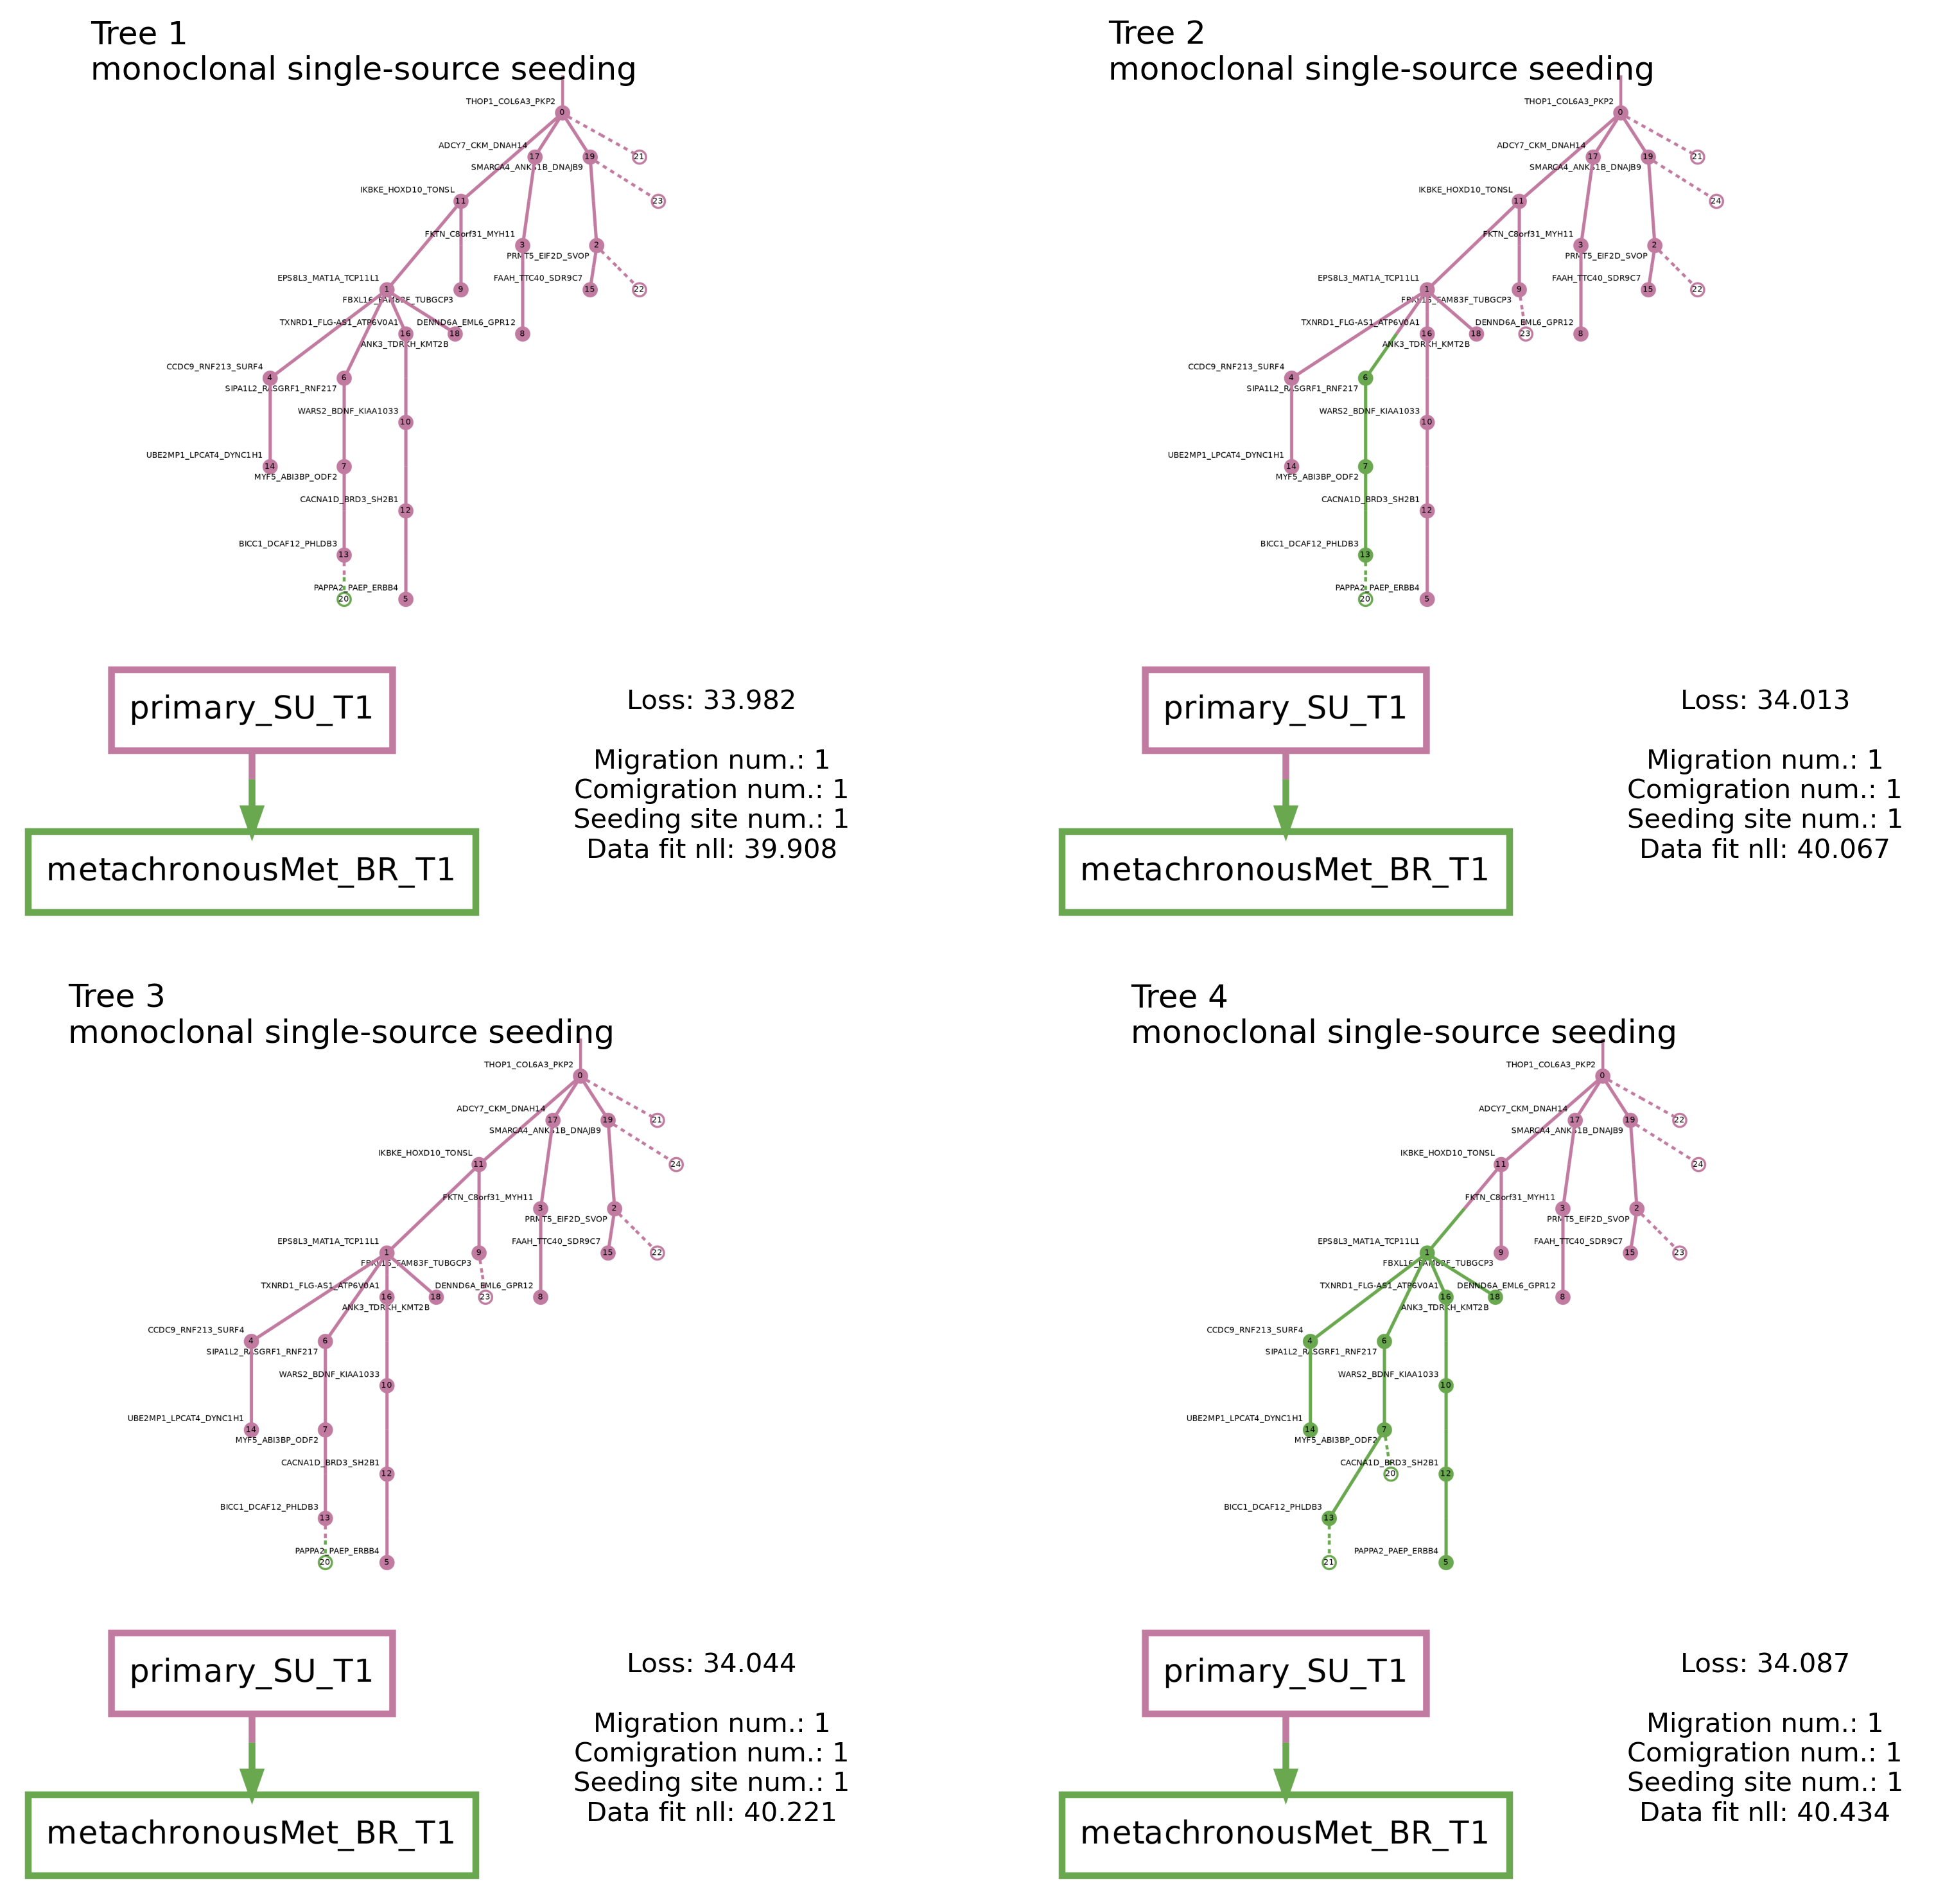 Tree 1
monoclonal single-source seeding
THOP1_COL6A3_PKP2
0
ADCY7_CKM_DNAH14
17
19
21
IKBKE_HOXD10_TONSL
11
23
3
2
PRMT5_EIF2D_SVOP
FKTN_C8orf31_MYH11
FAAH_TTC40_SDR9C7
EPS8L3_MAT1A_TCP11L1
1
9
15
22
TXNRD1_FLG-AS1_ATP6V0A1
16
18
DENND6A_EML6_GPR12
8
ANK3_TDRKH_KMT2B
CCDC9_RNF213_SURF4
4
6
SIPA1L2_RASGRF1_RNF217
WARS2_BDNF_KIAA1033
10
UBE2MP1_LPCAT4_DYNC1H1
14
7
MYF5_ABI3BP_ODF2
CACNA1D_BRD3_SH2B1
12
BICC1_DCAF12_PHLDB3
13
PAPPA2_PAEP_ERBB4
20
5
primary_SU_T1
metachronousMet_BR_T1
Loss: 33.982
Migration num.: 1
Comigration num.: 1
Seeding site num.: 1
Data fit nll: 39.908
Tree 2
monoclonal single-source seeding
THOP1_COL6A3_PKP2
0
ADCY7_CKM_DNAH14
17
19
21
IKBKE_HOXD10_TONSL
11
24
FKTN_C8orf31_MYH11
3
2
PRMT5_EIF2D_SVOP
FAAH_TTC40_SDR9C7
EPS8L3_MAT1A_TCP11L1
1
9
15
22
TXNRD1_FLG-AS1_ATP6V0A1
16
18
23
DENND6A_EML6_GPR12
8
ANK3_TDRKH_KMT2B
CCDC9_RNF213_SURF4
4
6
SIPA1L2_RASGRF1_RNF217
WARS2_BDNF_KIAA1033
10
UBE2MP1_LPCAT4_DYNC1H1
14
7
MYF5_ABI3BP_ODF2
CACNA1D_BRD3_SH2B1
12
BICC1_DCAF12_PHLDB3
13
PAPPA2_PAEP_ERBB4
20
5
primary_SU_T1
metachronousMet_BR_T1
Loss: 34.013
Migration num.: 1
Comigration num.: 1
Seeding site num.: 1
Data fit nll: 40.067
Tree 3
monoclonal single-source seeding
THOP1_COL6A3_PKP2
0
ADCY7_CKM_DNAH14
17
19
21
IKBKE_HOXD10_TONSL
11
24
FKTN_C8orf31_MYH11
3
2
PRMT5_EIF2D_SVOP
FAAH_TTC40_SDR9C7
EPS8L3_MAT1A_TCP11L1
1
9
15
22
TXNRD1_FLG-AS1_ATP6V0A1
16
18
23
DENND6A_EML6_GPR12
8
ANK3_TDRKH_KMT2B
CCDC9_RNF213_SURF4
4
6
SIPA1L2_RASGRF1_RNF217
WARS2_BDNF_KIAA1033
10
UBE2MP1_LPCAT4_DYNC1H1
14
7
MYF5_ABI3BP_ODF2
CACNA1D_BRD3_SH2B1
12
BICC1_DCAF12_PHLDB3
13
PAPPA2_PAEP_ERBB4
20
5
primary_SU_T1
metachronousMet_BR_T1
Loss: 34.044
Migration num.: 1
Comigration num.: 1
Seeding site num.: 1
Data fit nll: 40.221
Tree 4
monoclonal single-source seeding
THOP1_COL6A3_PKP2
0
ADCY7_CKM_DNAH14
17
19
22
IKBKE_HOXD10_TONSL
11
24
FKTN_C8orf31_MYH11
3
2
PRMT5_EIF2D_SVOP
FAAH_TTC40_SDR9C7
EPS8L3_MAT1A_TCP11L1
1
9
15
23
TXNRD1_FLG-AS1_ATP6V0A1
16
18
DENND6A_EML6_GPR12
8
ANK3_TDRKH_KMT2B
CCDC9_RNF213_SURF4
4
6
SIPA1L2_RASGRF1_RNF217
WARS2_BDNF_KIAA1033
10
UBE2MP1_LPCAT4_DYNC1H1
14
7
MYF5_ABI3BP_ODF2
CACNA1D_BRD3_SH2B1
20
12
BICC1_DCAF12_PHLDB3
13
PAPPA2_PAEP_ERBB4
21
5
primary_SU_T1
metachronousMet_BR_T1
Loss: 34.087
Migration num.: 1
Comigration num.: 1
Seeding site num.: 1
Data fit nll: 40.434